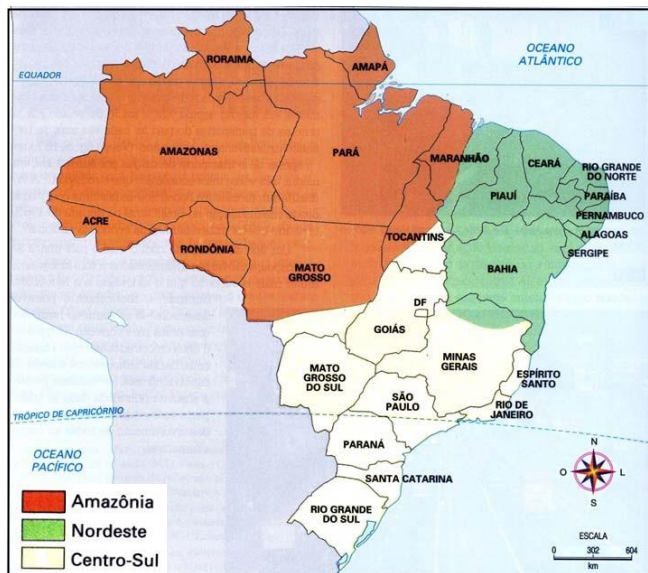 OCEANO
ATLÂNTICO
RORAIMA
AMAPÁ
EQUADOR
AMAZONAS
PARÁ
MARANHÃO
CEARÁ
RIO GRANDE
DO NORTE
PIAUÍ
PARAÍBA
PERNAMBUCO
ACRE
TOCANTINS
ALAGOAS
RONDÔNIA
SERGIPE
MATO
GROSSO
BAHIA
DF
GOIÁS
MATO
GROSSO
DO SUL
MINAS
GERAIS
ESPÍRITO
SANTO
SÃO
PAULO
RIO DE
JANEIRO
TRÓPICO DE CAPRICÓRNIO
PARANÁ
OCEANO
PACÍFICO
SANTA CATARINA
RIO GRANDE
DO SUL
N
O
L
S
Amazônia
Nordeste
Centro-Sul
ESCALA
0 302 604
km